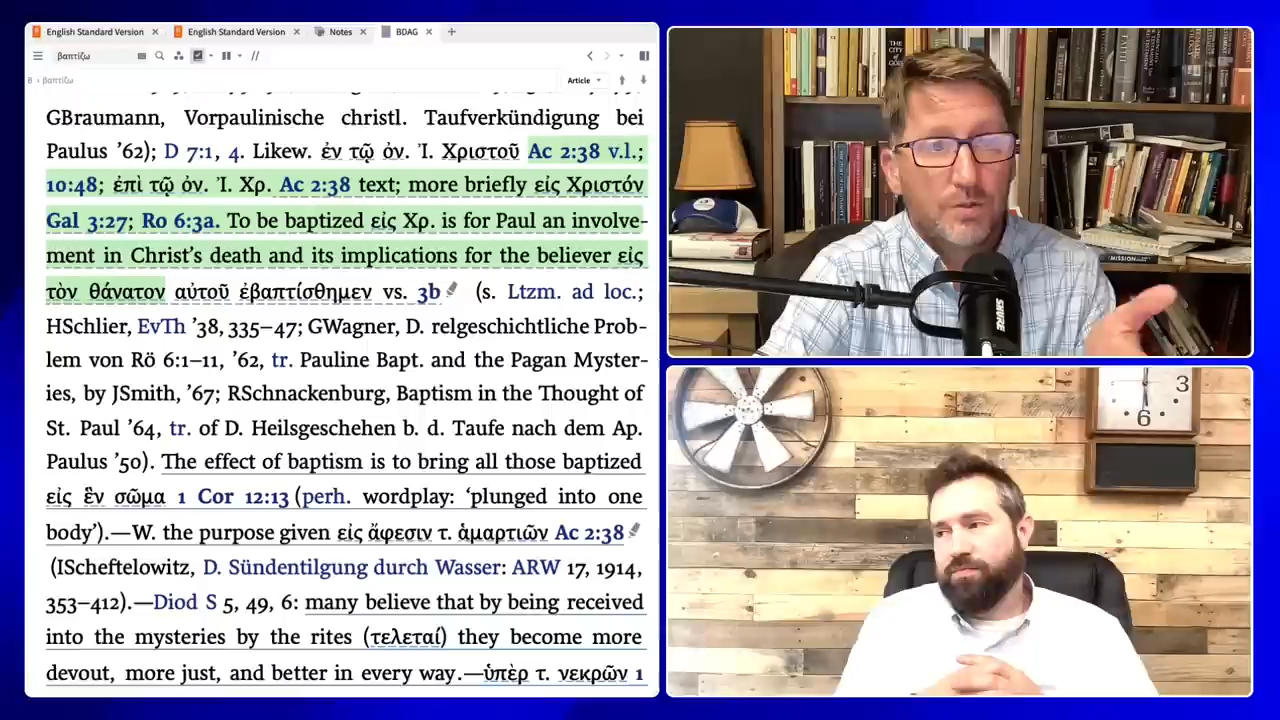 English Standard Version
English Standard Version
Notes
BDAG
βαπτίζω
B › βαπτίζω
Article
GBraumann, Vorpaulinische christl. Taufverkündigung bei
Paulus ’62); D 7:1, 4. Likew. ἐν τῷ ὀν. Ἰ. Χριστοῦ Ac 2:38 v.l.;
10:48; ἐπὶ τῷ ὀν. Ἰ. Χρ. Ac 2:38 text; more briefly εἰς Χριστόν
Gal 3:27; Ro 6:3a. To be baptized εἰς Χρ. is for Paul an involve-
ment in Christ’s death and its implications for the believer εἰς
τὸν θάνατον αὐτοῦ ἐβαπτίσθημεν vs. 3b (s. Ltzm. ad loc.;
HSchlier, EvTh ’38, 335–47; GWagner, D. relgeschichtliche Prob-
lem von Rö 6:1–11, ’62, tr. Pauline Bapt. and the Pagan Myster-
ies, by JSmith, ’67; RSchnackenburg, Baptism in the Thought of
St. Paul ’64, tr. of D. Heilsgeschehen b. d. Taufe nach dem Ap.
Paulus ’50). The effect of baptism is to bring all those baptized
εἰς ἓν σῶμα 1 Cor 12:13 (perh. wordplay: ‘plunged into one
body’).—W. the purpose given εἰς ἄφεσιν τ. ἁμαρτιῶν Ac 2:38
(IScheftelowitz, D. Sündentilgung durch Wasser: ARW 17, 1914,
353–412).—Diod S 5, 49, 6: many believe that by being received
into the mysteries by the rites (τελεταί) they become more
devout, more just, and better in every way.—ὑπὲρ τ. νεκρῶν 1
THE CITY OF GOD
FAITH
MISSION
SHURE
3
6